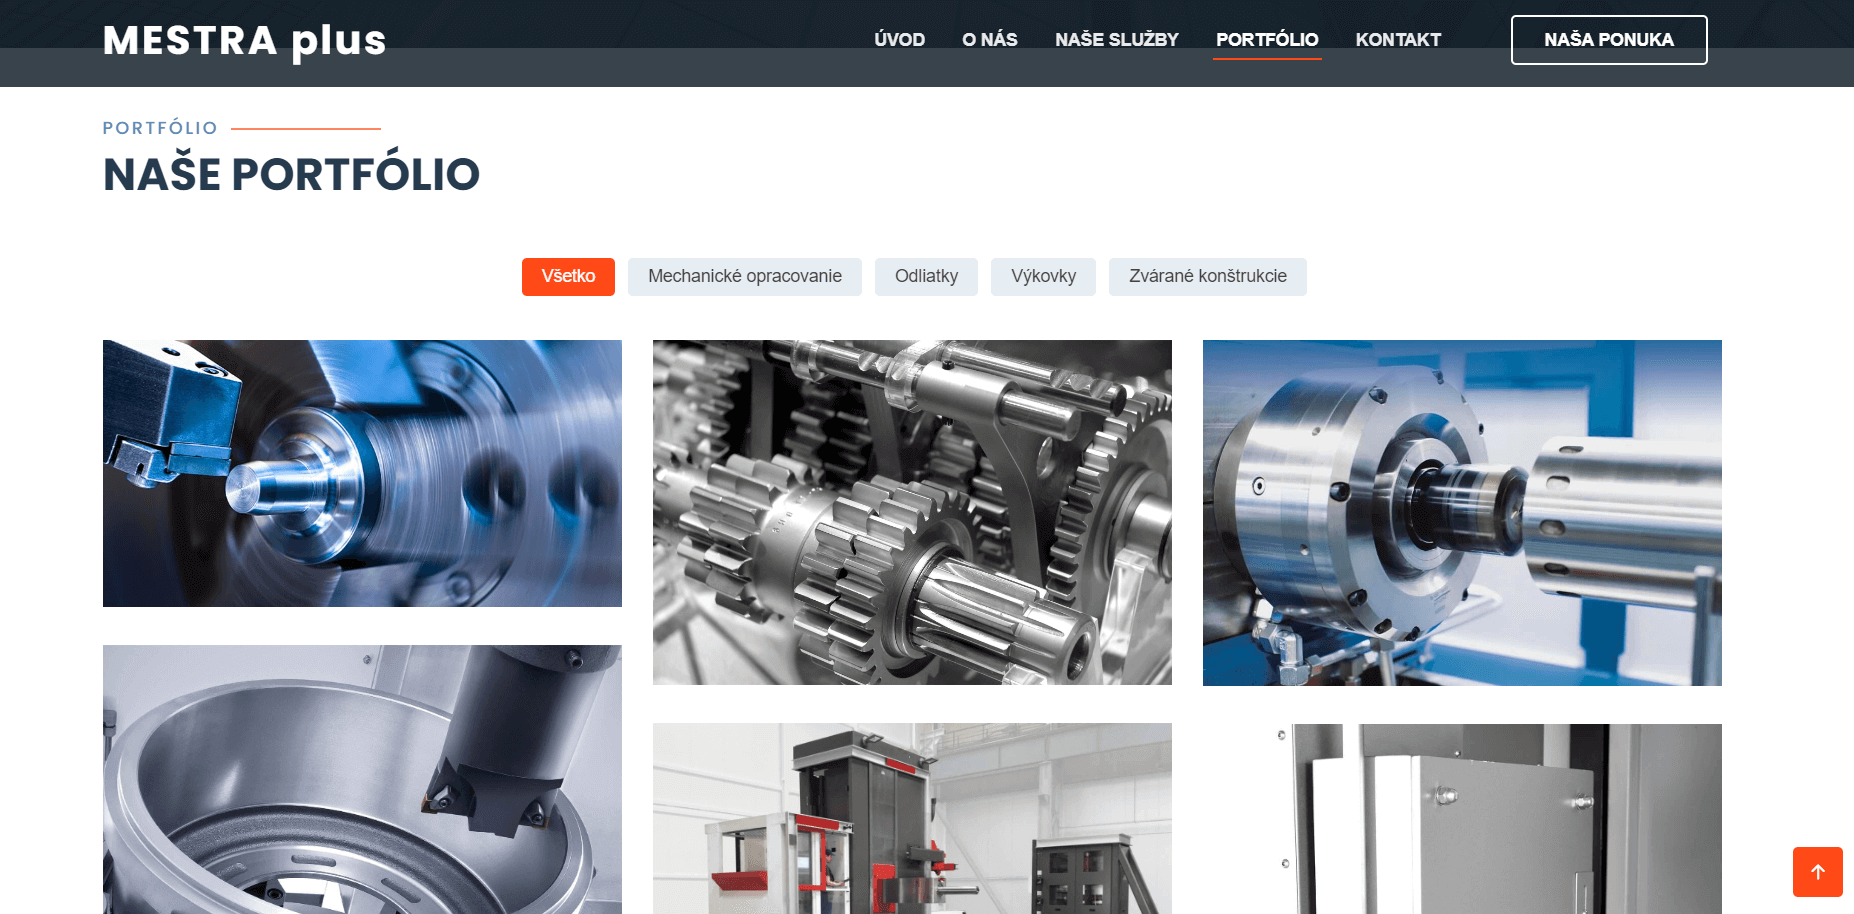 MESTRA plus
ÚVOD O NÁS NAŠE SLUŽBY PORTFÓLIO KONTAKT NAŠA PONUKA
PORTFÓLIO
NAŠE PORTFÓLIO
Všetko Mechanické opracovanie Odliatky Výkovky Zvárané konštrukcie